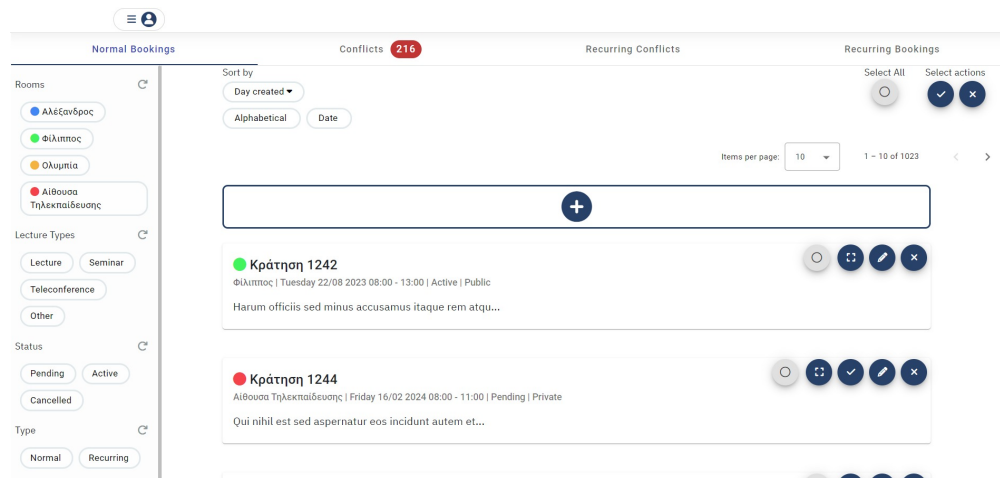 Normal Bookings
Conflicts 216
Recurring Conflicts
Recurring Bookings
Rooms
Αλέξανδρος
Φίλιππος
Ολυμπία
Αίθουσα
Τηλεκπαίδευσης
Lecture Types
Lecture Seminar
Teleconference
Other
Status
Pending Active
Cancelled
Type
Normal Recurring
Sort by
Day created
Alphabetical Date
Select All
Select actions
Items per page: 10 1 – 10 of 1023
Κράτηση 1242
Φίλιππος | Tuesday 22/08 2023 08:00 - 13:00 | Active | Public
Harum officiis sed minus accusamus itaque rem atqu...
Κράτηση 1244
Αίθουσα Τηλεκπαίδευσης | Friday 16/02 2024 08:00 - 11:00 | Pending | Private
Qui nihil est sed aspernatur eos incidunt autem et...